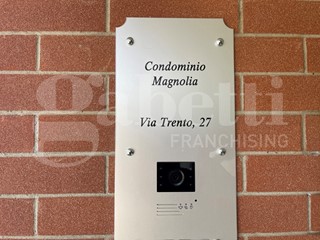 Condominio
Magnolia
Via Trento, 27
gabetti
FRANCHISING